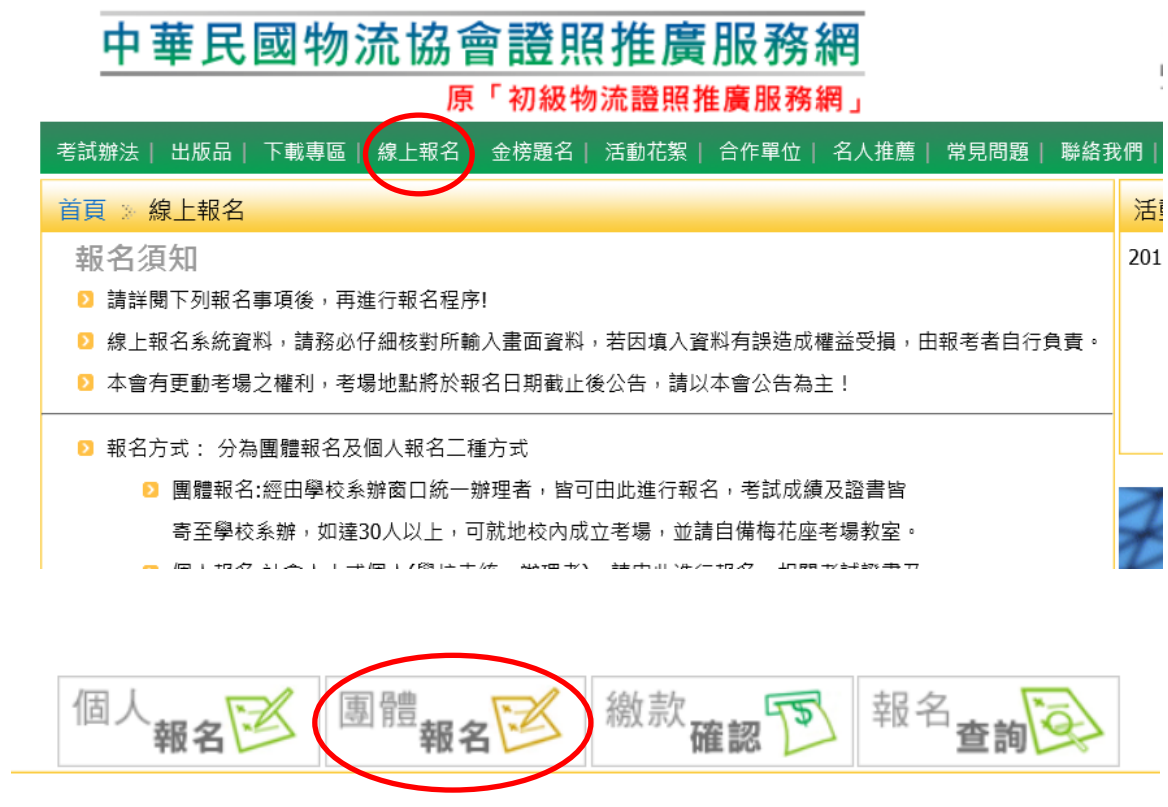 中華民國物流協會證照推廣服務網
原「初級物流證照推廣服務網」
考試辦法| 出版品| 下載專區| 線上報名 金榜題名| 活動花絮| 合作單位| 名人推薦| 常見問題| 聯絡我們|
首頁 » 線上報名
報名須知
請詳閱下列報名事項後，再進行報名程序!
線上報名系統資料，請務必仔細核對所輸入畫面資料，若因填入資料有誤造成權益受損，由報考者自行負責。
本會有更動考場之權利，考場地點將於報名日期截止後公告，請以本會公告為主！
報名方式： 分為團體報名及個人報名二種方式
團體報名:經由學校系辦窗口統一辦理者，皆可由此進行報名，考試成績及證書皆
寄至學校系辦，如達30人以上，可就地校內成立考場，並請自備梅花座考場教室。
活
201
個人報名
團體報名
繳款確認
報名查詢